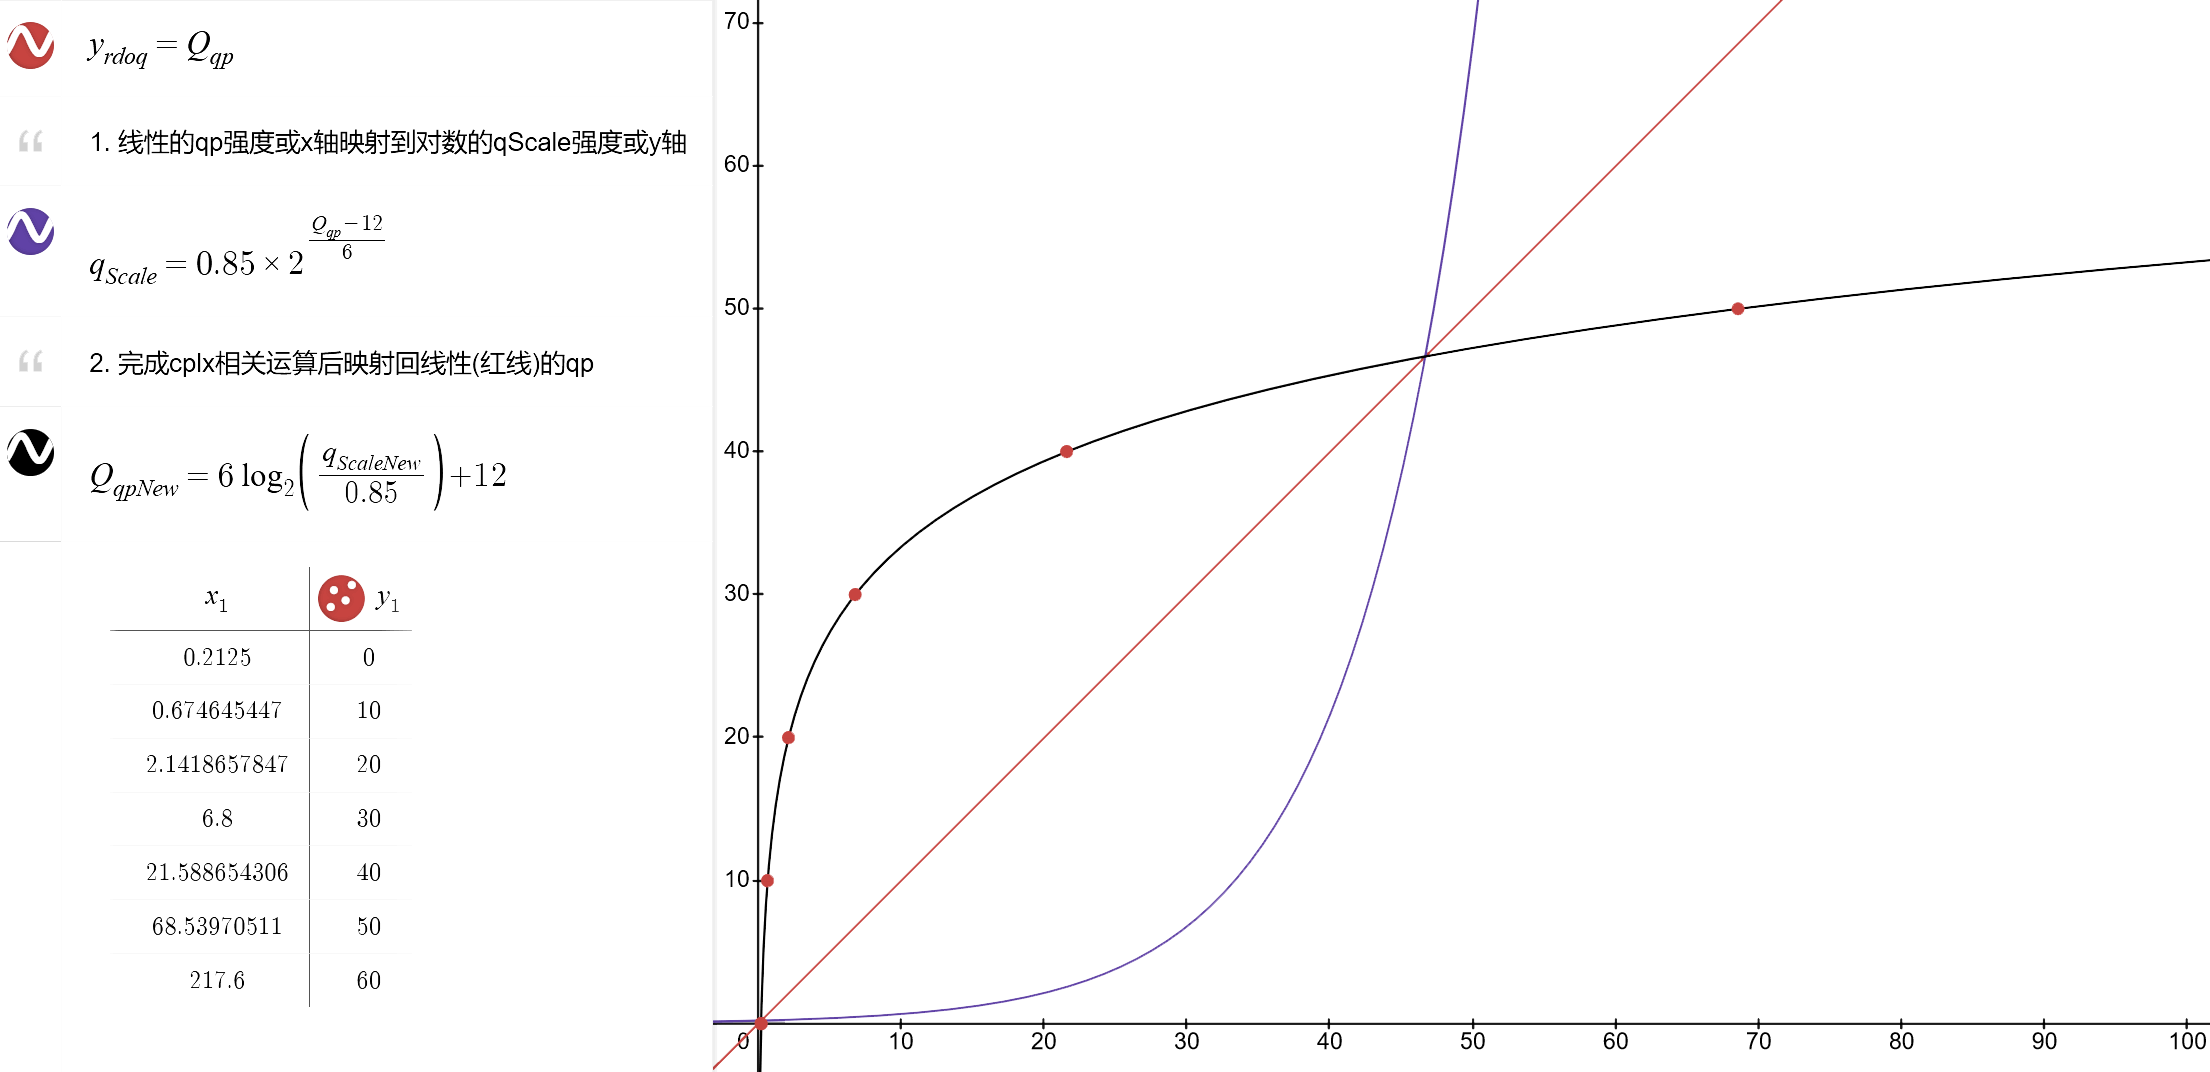 y_rdoq = Q_qp
“
1. 线性的qp强度或x轴映射到对数的qScale强度或y轴
q_Scale = 0.85 × 2^((Q_qp − 12)/6)
“
2. 完成cplx相关运算后映射回线性(红线)的qp
Q_qpNew = 6 log_2(q_ScaleNew/0.85)+12
x_1 y_1
0.2125 0
0.674645447 10
2.1418657847 20
6.8 30
21.588654306 40
68.53970511 50
217.6 60
70
60
50
40
30
20
10
0 10 20 30 40 50 60 70 80 90 100